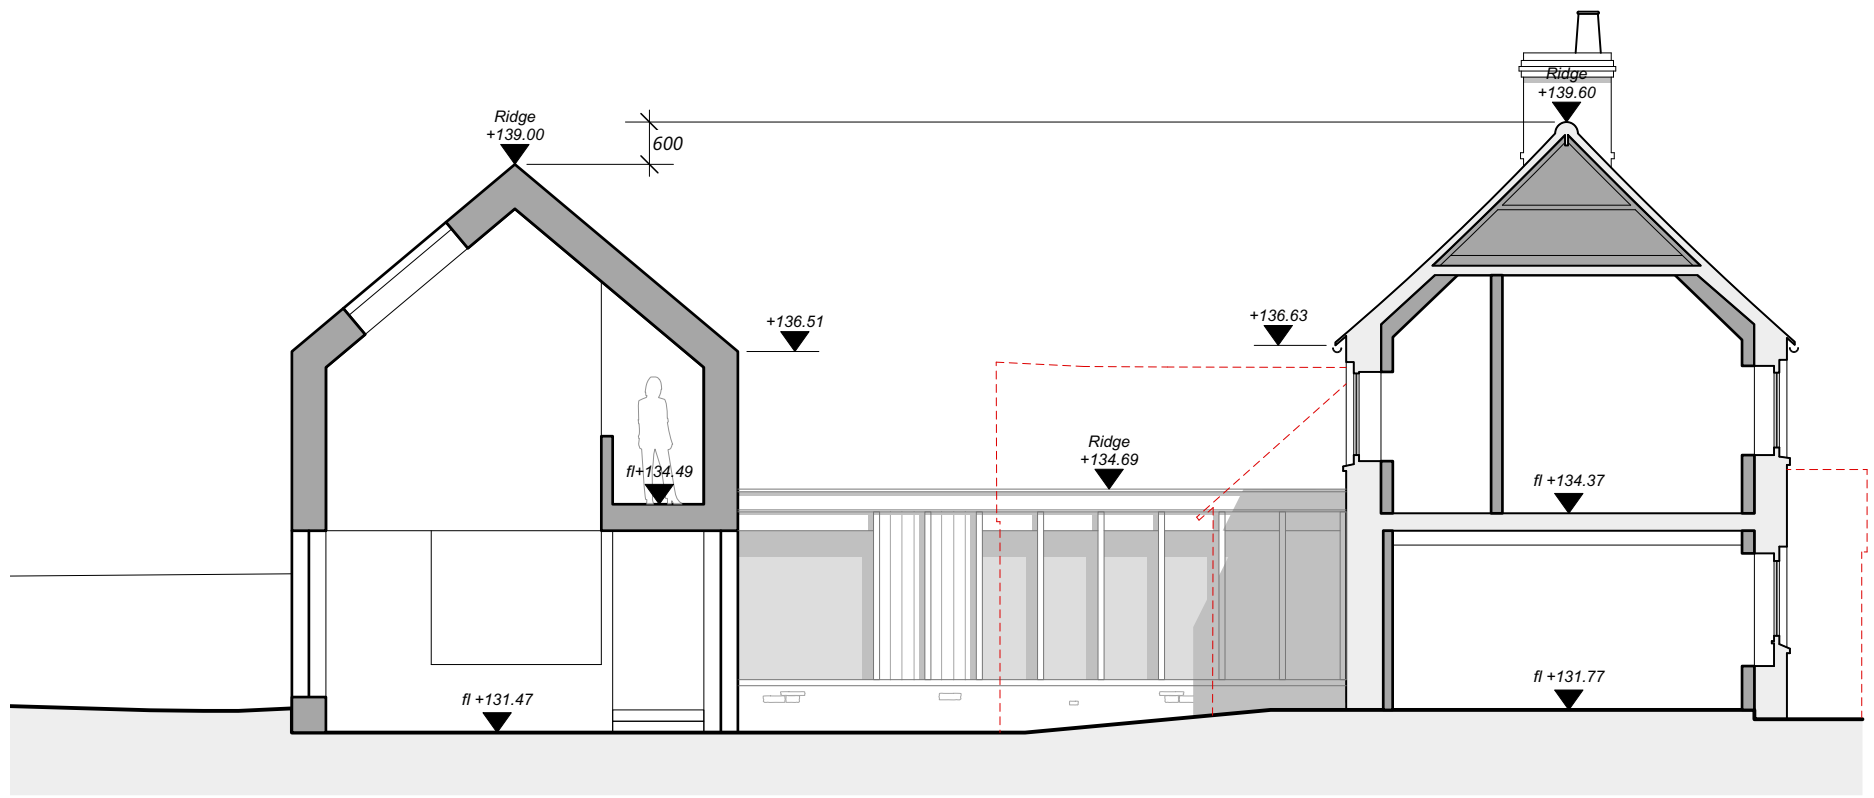 Ridge
+139.60
Ridge
+139.00
600
+136.51
+136.63
Ridge
+134.69
fl+134.49
fl +134.37
fl +131.47
fl +131.77